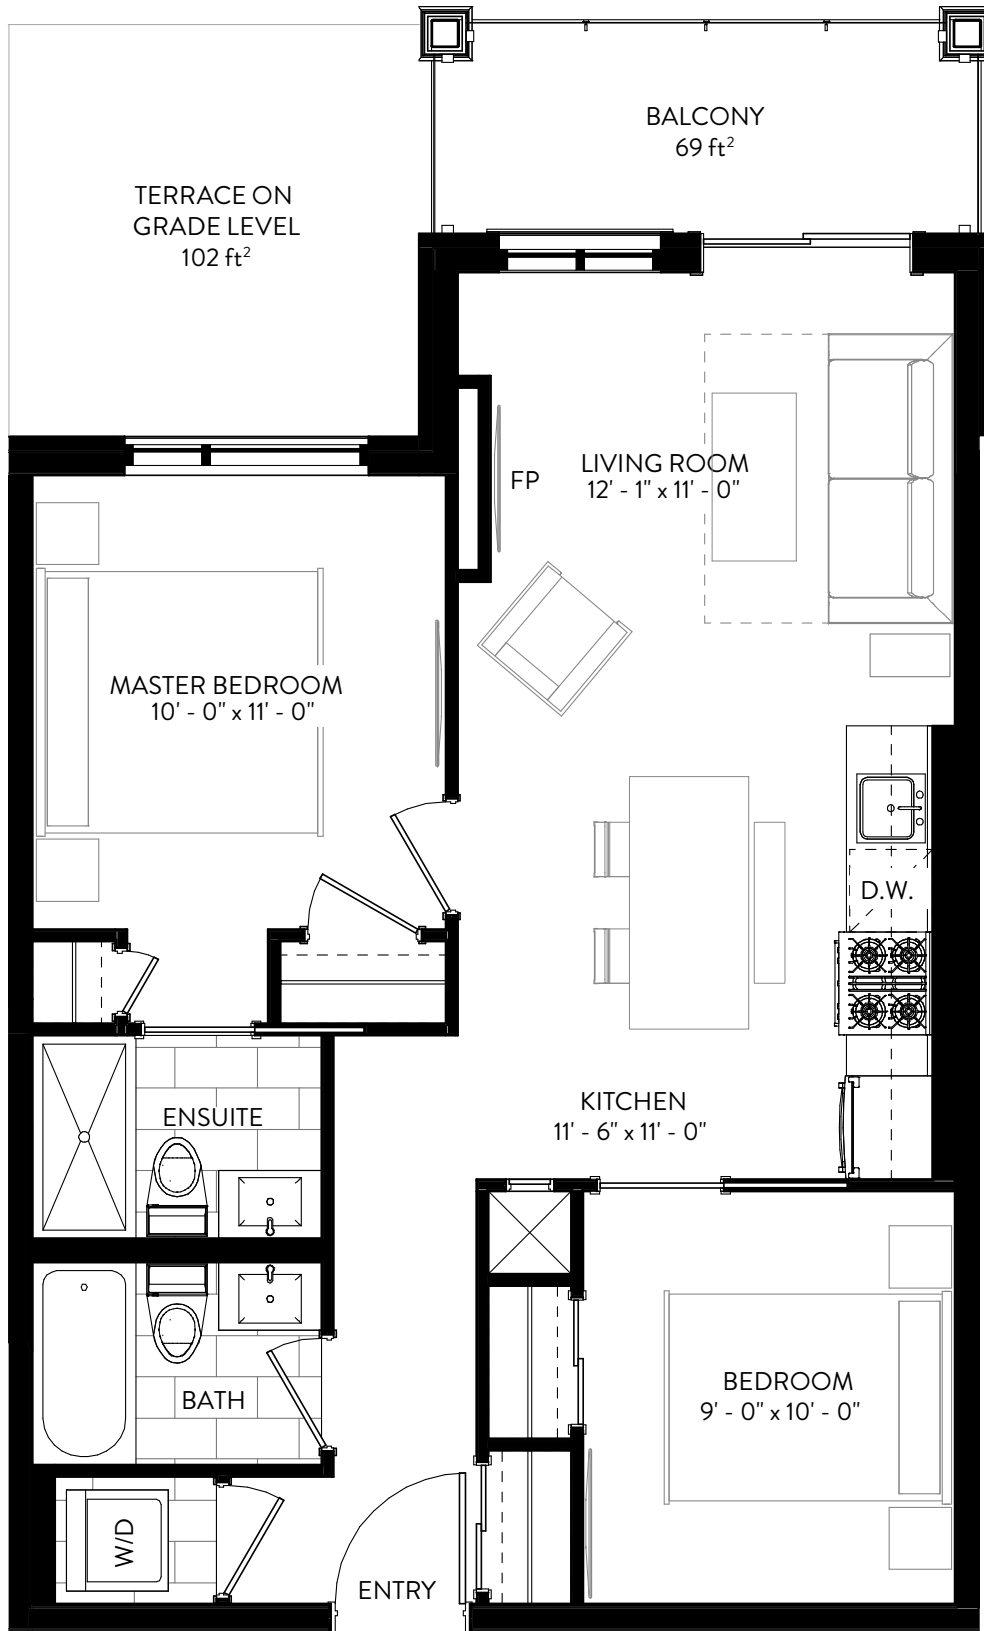 BALCONY
69 ft²
TERRACE ON
GRADE LEVEL
102 ft²
FP
LIVING ROOM
12' - 1" x 11' - 0"
MASTER BEDROOM
10' - 0" x 11' - 0"
D.W.
KITCHEN
11' - 6" x 11' - 0"
ENSUITE
BATH
BEDROOM
9' - 0" x 10' - 0"
W/D
ENTRY